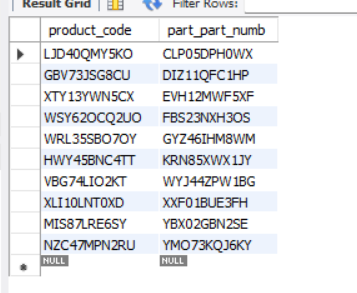 Result Grid Filter Rows:
product_code part_part_numb
LJD40QMY5KO CLP05DPH0WX
GBV73JSG8CU DIZ11QFC1HP
XTY13YWN5CX EVH12MWF5XF
WSY62OCQ2UO FBS23NXH3OS
WRL35SBO7OY GYZ46IHM8WM
HWY45BNC4TT KRN85XWX1JY
VBG74LIO2KT WYJ44ZPW1BG
XLI10LNT0XD XXF01BUE3FH
MIS87LRE6SY YBX02GBN2SE
NZC47MPN2RU YMO73KQJ6KY
NULL NULL